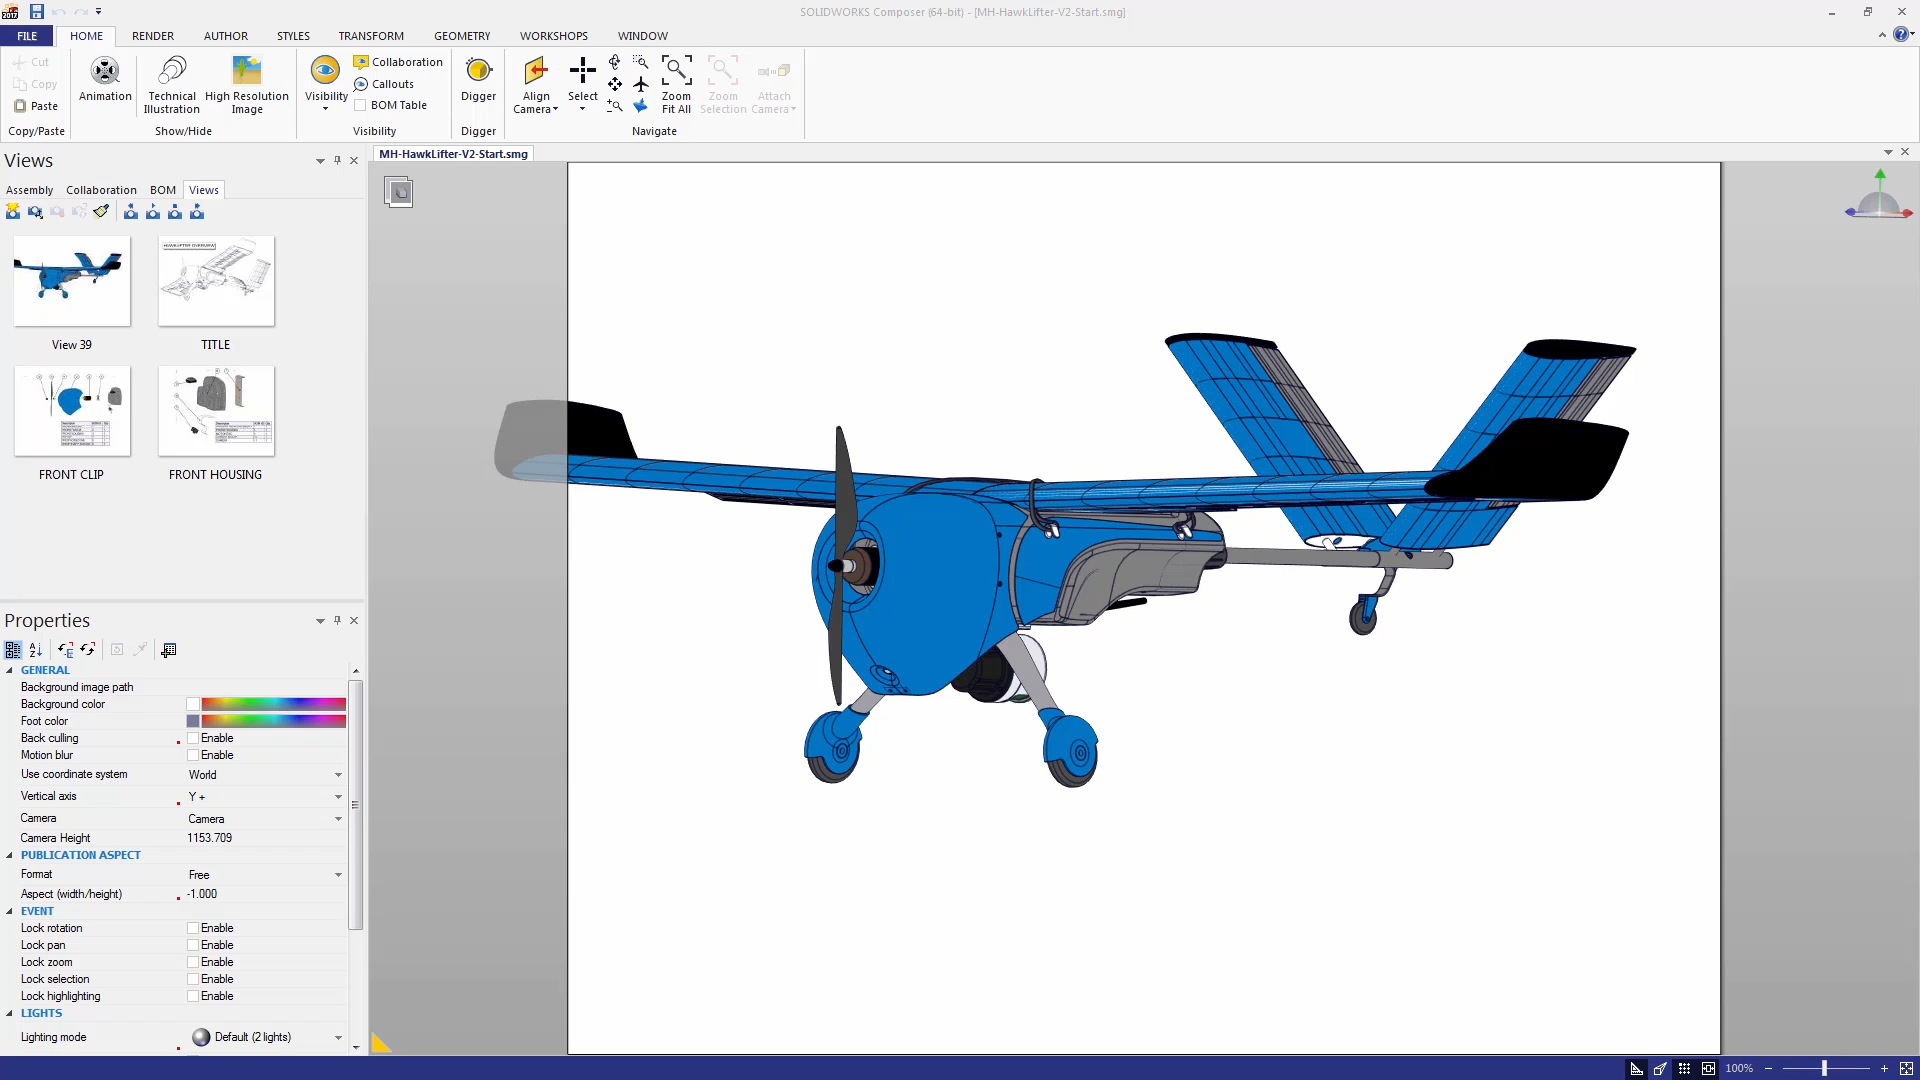 SOLIDWORKS Composer (64-bit) - [MH-HawkLifter-V2-Start.smg]
FILE HOME RENDER AUTHOR STYLES TRANSFORM GEOMETRY WORKSHOPS WINDOW
Cut
Copy
Paste
Copy/Paste
Animation
Technical Illustration
High Resolution Image
Show/Hide
Visibility
Collaboration
Callouts
BOM Table
Visibility
Digger
Digger
Align Camera
Select
Zoom Fit All
Zoom Selection
Attach Camera
Navigate
Views
MH-HawkLifter-V2-Start.smg
Assembly Collaboration BOM Views
HAWKLIFTER OVERVIEW
View 39
TITLE
FRONT CLIP
FRONT HOUSING
Properties
GENERAL
Background image path
Background color
Foot color
Back culling Enable
Motion blur Enable
Use coordinate system World
Vertical axis Y +
Camera Camera
Camera Height 1153.709
PUBLICATION ASPECT
Format Free
Aspect (width/height) -1.000
EVENT
Lock rotation Enable
Lock pan Enable
Lock zoom Enable
Lock selection Enable
Lock highlighting Enable
LIGHTS
Lighting mode Default (2 lights)
100%